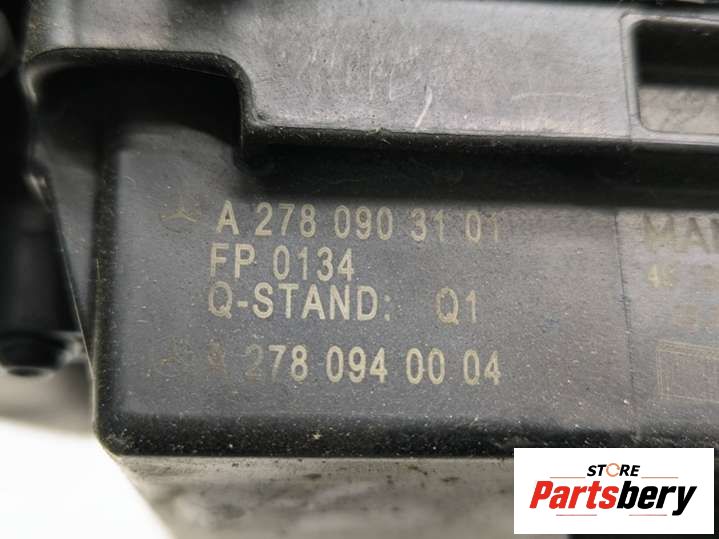 A 278 090 31 01
FP 0134
Q-STAND: Q1
A 278 094 00 04
STORE
Partsbery